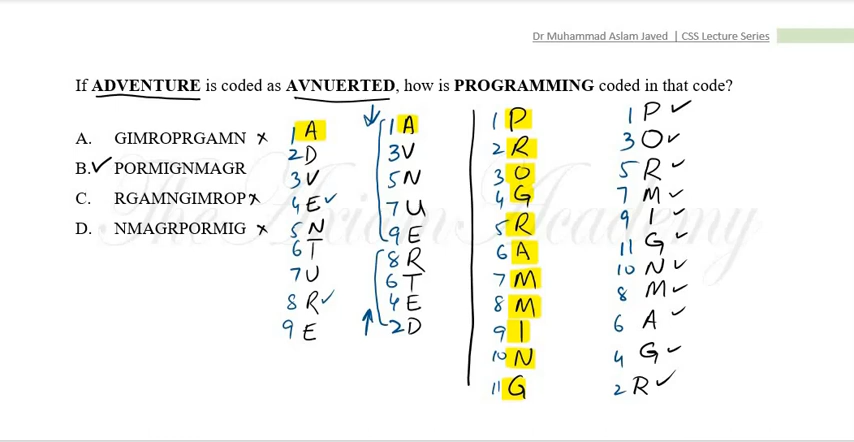 Dr Muhammad Aslam Javed | CSS Lecture Series
If ADVENTURE is coded as AVNUERTED, how is PROGRAMMING coded in that code?
A. GIMROPRGAMN ×
B. ✓ PORMIGNMAGR
C. RGAMNGIMROP ×
D. NMAGRPORMIG ×
1 A
2 D
3 V
4 E ✓
5 N
6 T
7 U
8 R ✓
9 E
1 A
3 V
5 N
7 U
9 E
8 R
6 T
4 E
2 D
1 P
2 R
3 O
4 G
5 R
6 A
7 M
8 M
9 I
10 N
11 G
1 P ✓
3 O ✓
5 R ✓
7 M ✓
9 I ✓
11 G ✓
10 N ✓
8 M ✓
6 A ✓
4 G ✓
2 R ✓
The Axiom Academy